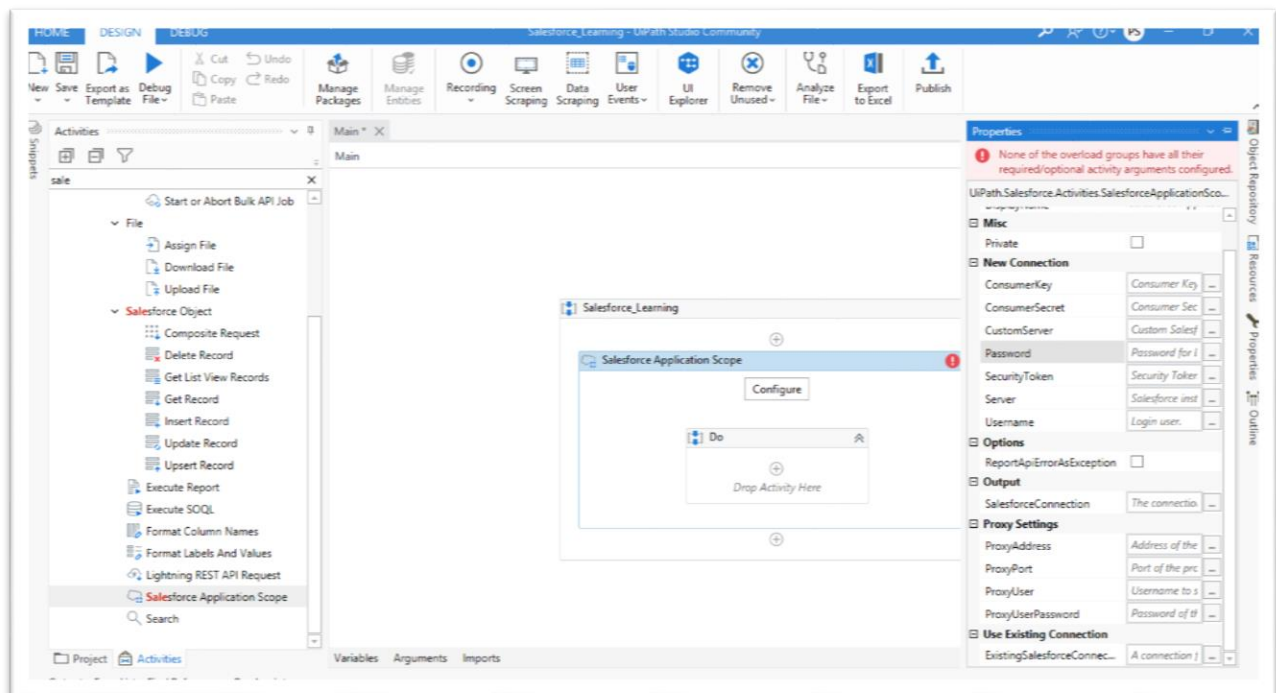 HOME DESIGN DEBUG Salesforce_Learning - UiPath Studio Community PS
New Save Export as Template Debug File Cut Copy Paste Undo Redo Manage Packages Manage Entities Recording Screen Scraping Data Scraping User Events UI Explorer Remove Unused Analyze File Export to Excel Publish
Snippets
Activities
sale
Start or Abort Bulk API Job
File
Assign File
Download File
Upload File
Salesforce Object
Composite Request
Delete Record
Get List View Records
Get Record
Insert Record
Update Record
Upsert Record
Execute Report
Execute SOQL
Format Column Names
Format Labels And Values
Lightning REST API Request
Salesforce Application Scope
Search
Project Activities
Main *
Main
Salesforce_Learning
Salesforce Application Scope
Configure
Do
Drop Activity Here
Variables Arguments Imports
Properties
None of the overload groups have all their
required/optional activity arguments configured.
UiPath.Salesforce.Activities.SalesforceApplicationSco...
Misc
Private
New Connection
ConsumerKey Consumer Key
ConsumerSecret Consumer Sec
CustomServer Custom Salesf
Password Password for l
SecurityToken Security Token
Server Salesforce inst
Username Login user.
Options
ReportApiErrorAsException
Output
SalesforceConnection The connectio
Proxy Settings
ProxyAddress Address of the
ProxyPort Port of the prc
ProxyUser Username to s
ProxyUserPassword Password of th
Use Existing Connection
ExistingSalesforceConnec... A connection
Object Repository
Resources
Properties
Outline